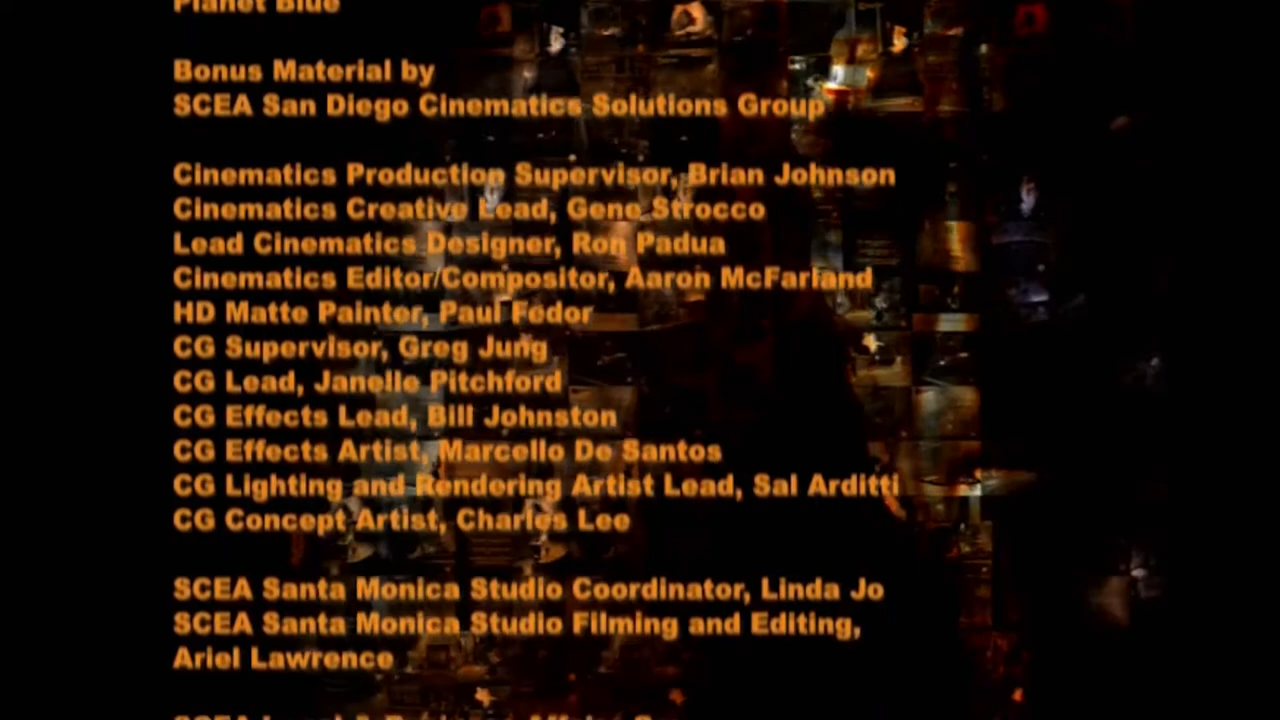 Planet Blue
Bonus Material by
SCEA San Diego Cinematics Solutions Group
Cinematics Production Supervisor, Brian Johnson
Cinematics Creative Lead, Gene Strocco
Lead Cinematics Designer, Ron Padua
Cinematics Editor/Compositor, Aaron McFarland
HD Matte Painter, Paul Fedor
CG Supervisor, Greg Jung
CG Lead, Janelle Pitchford
CG Effects Lead, Bill Johnston
CG Effects Artist, Marcello De Santos
CG Lighting and Rendering Artist Lead, Sal Arditti
CG Concept Artist, Charles Lee
SCEA Santa Monica Studio Coordinator, Linda Jo
SCEA Santa Monica Studio Filming and Editing,
Ariel Lawrence